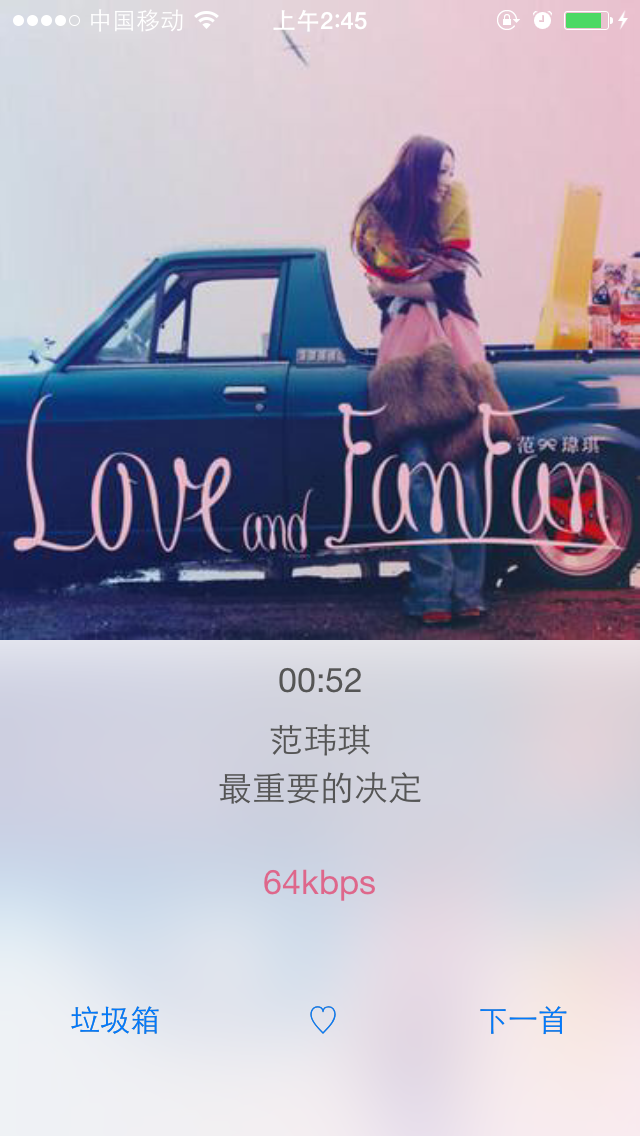 中国移动
上午2:45
Love and FanFan
范 瑋琪
00:52
范玮琪
最重要的决定
64kbps
垃圾箱
♡
下一首